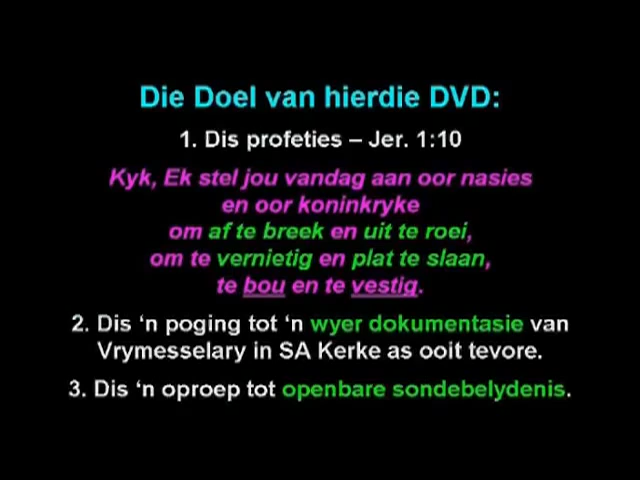 Die Doel van hierdie DVD:
1. Dis profeties – Jer. 1:10
Kyk, Ek stel jou vandag aan oor nasies
en oor koninkryke
om af te breek en uit te roei,
om te vernietig en plat te slaan,
te bou en te vestig.
2. Dis ‘n poging tot ‘n wyer dokumentasie van
Vrymesselary in SA Kerke as ooit tevore.
3. Dis ‘n oproep tot openbare sondebelydenis.